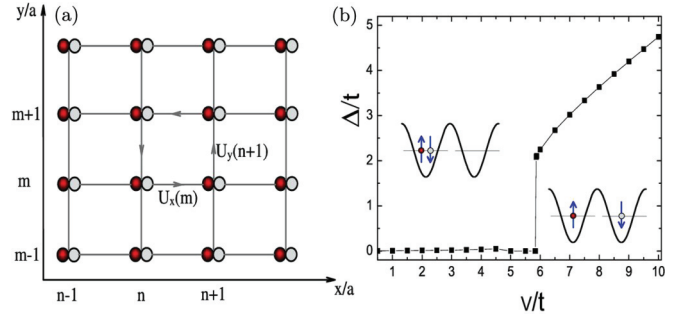 (a)
y/a
m+1
m
m-1
U_y(n+1)
U_x(m)
n-1 n n+1
x/a
(b)
Δ/t
5
4
3
2
1
0
1 2 3 4 5 6 7 8 9 10
V/t